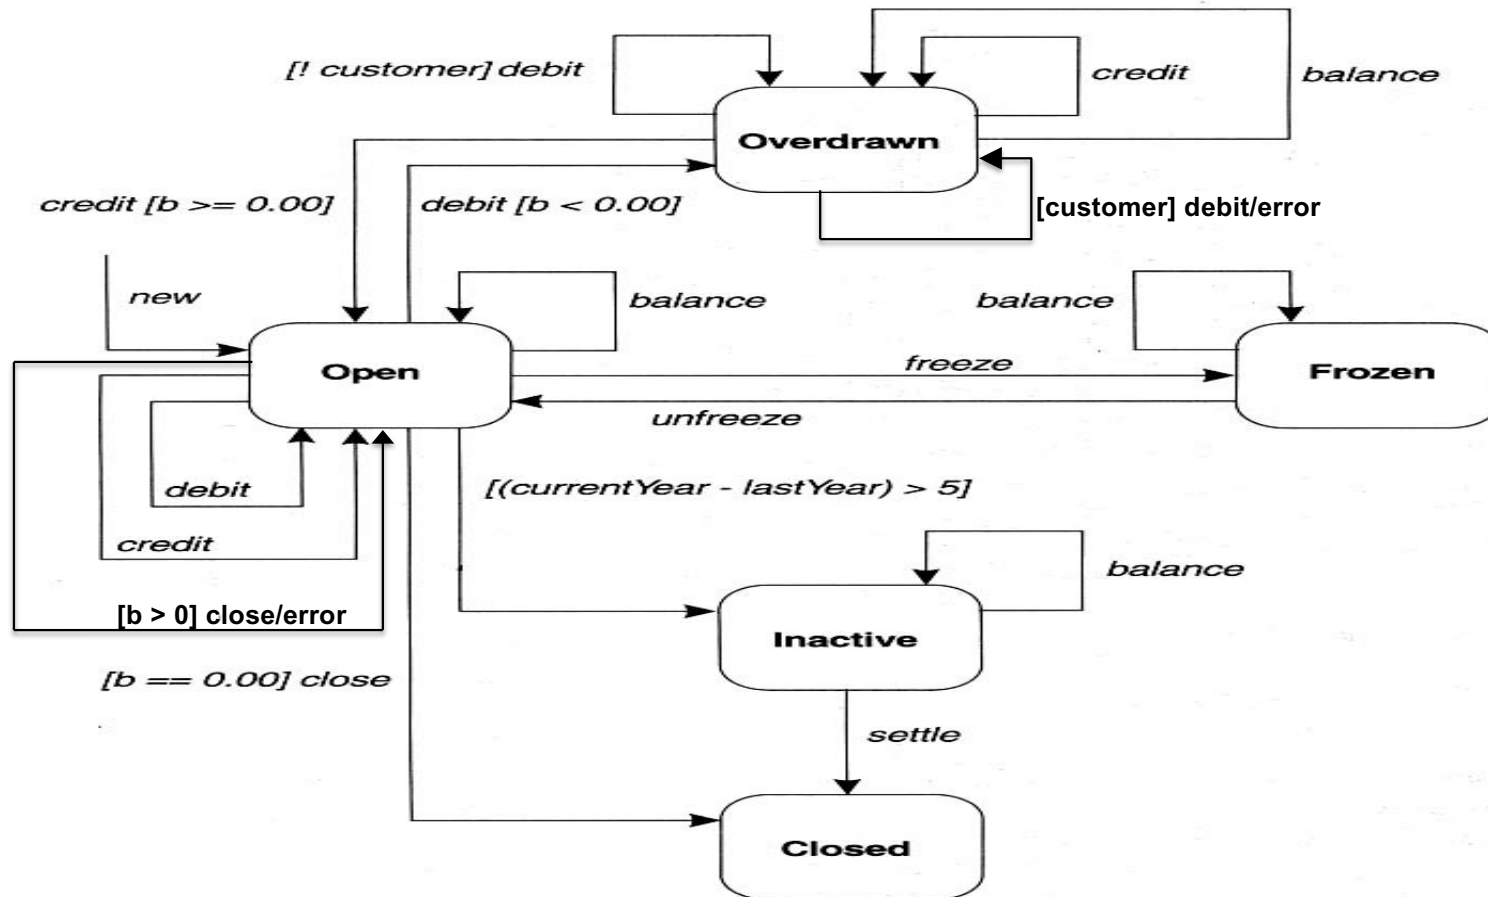 [! customer] debit
credit
balance
Overdrawn
credit [b >= 0.00]
debit [b < 0.00]
[customer] debit/error
new
balance
balance
Open
freeze
Frozen
unfreeze
debit
[(currentYear - lastYear) > 5]
credit
balance
[b > 0] close/error
Inactive
[b == 0.00] close
settle
Closed